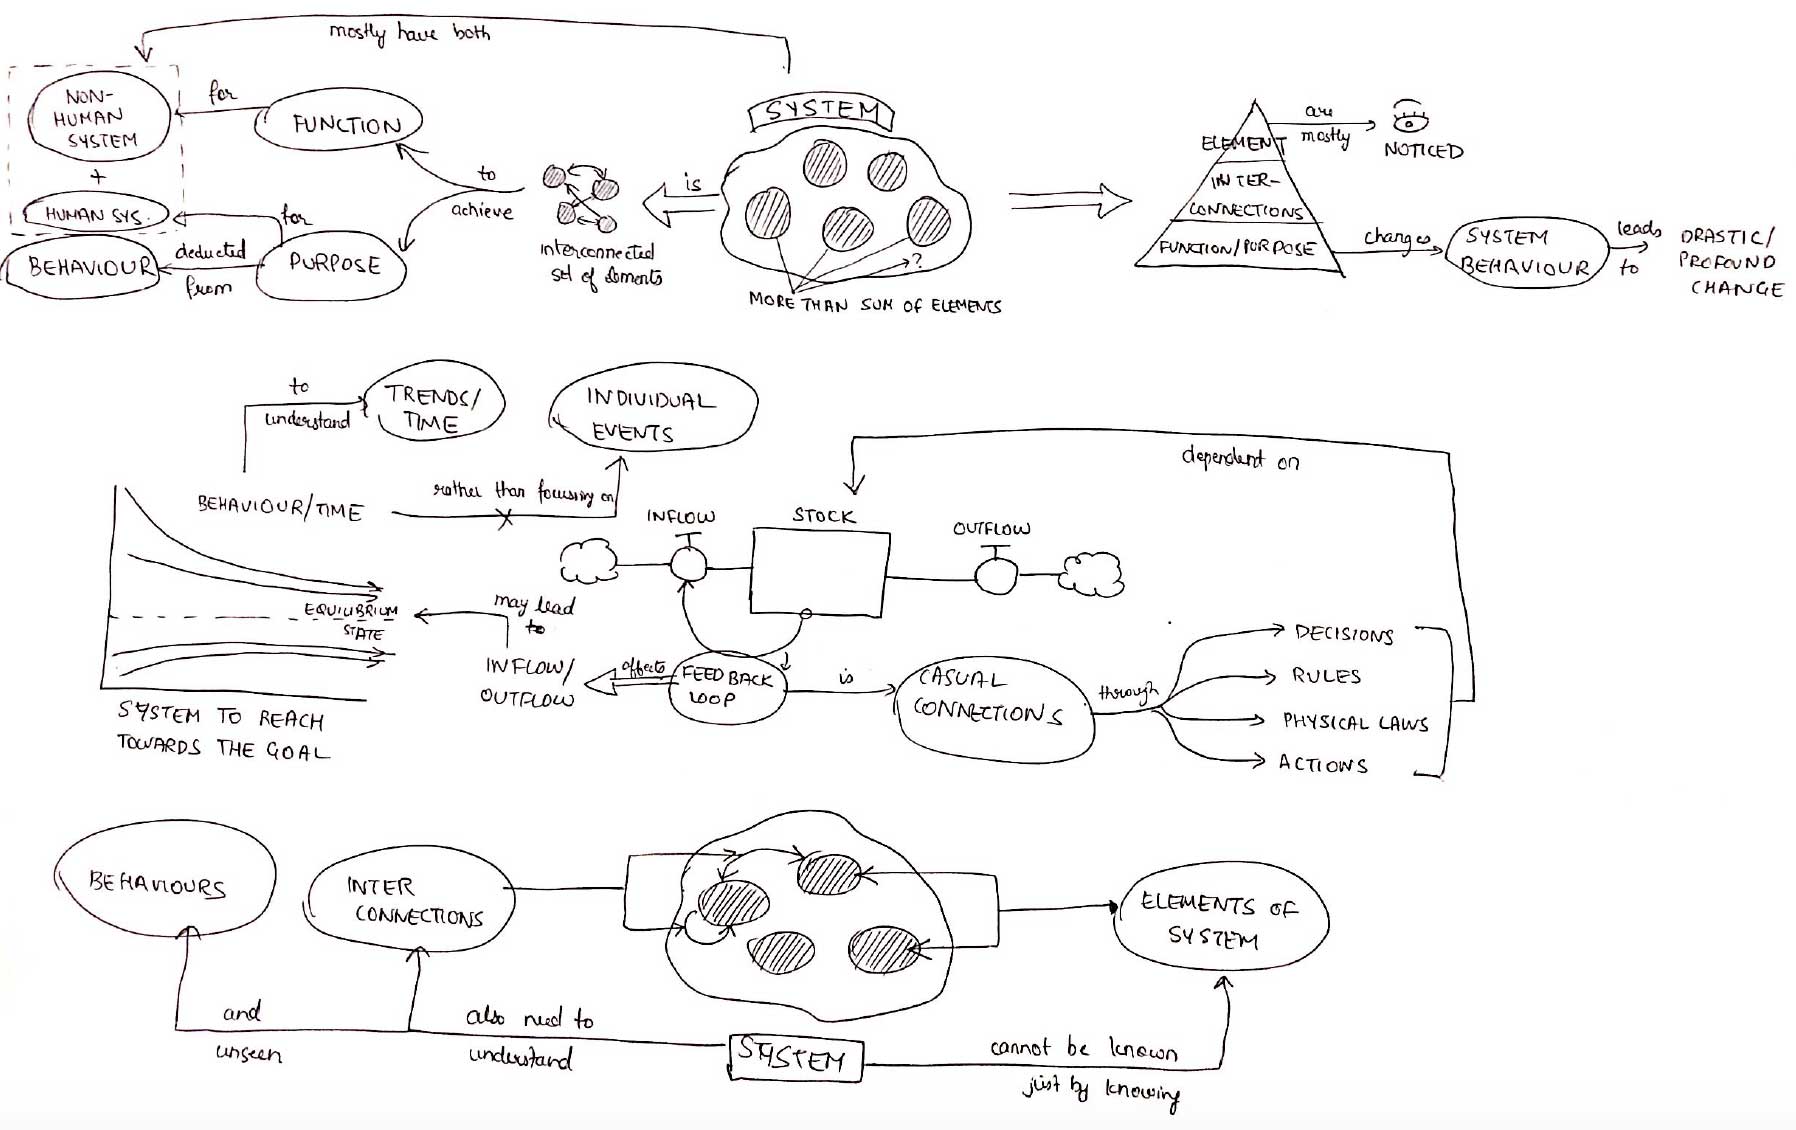 mostly have both
NON-
HUMAN
SYSTEM
+
HUMAN SYS.
BEHAVIOUR
for
FUNCTION
for
deducted
from
PURPOSE
to
achieve
interconnected
set of elements
is
SYSTEM
?
MORE THAN SUM OF ELEMENTS
ELEMENT
INTER-
CONNECTIONS
FUNCTION/PURPOSE
are
mostly
NOTICED
changes
SYSTEM
BEHAVIOUR
leads
to
DRASTIC/
PROFOUND
CHANGE
to
understand
TRENDS/
TIME
INDIVIDUAL
EVENTS
BEHAVIOUR/TIME
rather than focussing on
EQUILIBRIUM
STATE
SYSTEM TO REACH
TOWARDS THE GOAL
may lead
to
INFLOW/
OUTFLOW
affects
INFLOW
STOCK
OUTFLOW
FEEDBACK
LOOP
is
CASUAL
CONNECTIONS
through
DECISIONS
RULES
PHYSICAL LAWS
ACTIONS
dependent on
BEHAVIOURS
INTER
CONNECTIONS
ELEMENTS OF
SYSTEM
and
unseen
also need to
understand
SYSTEM
cannot be known
just by knowing